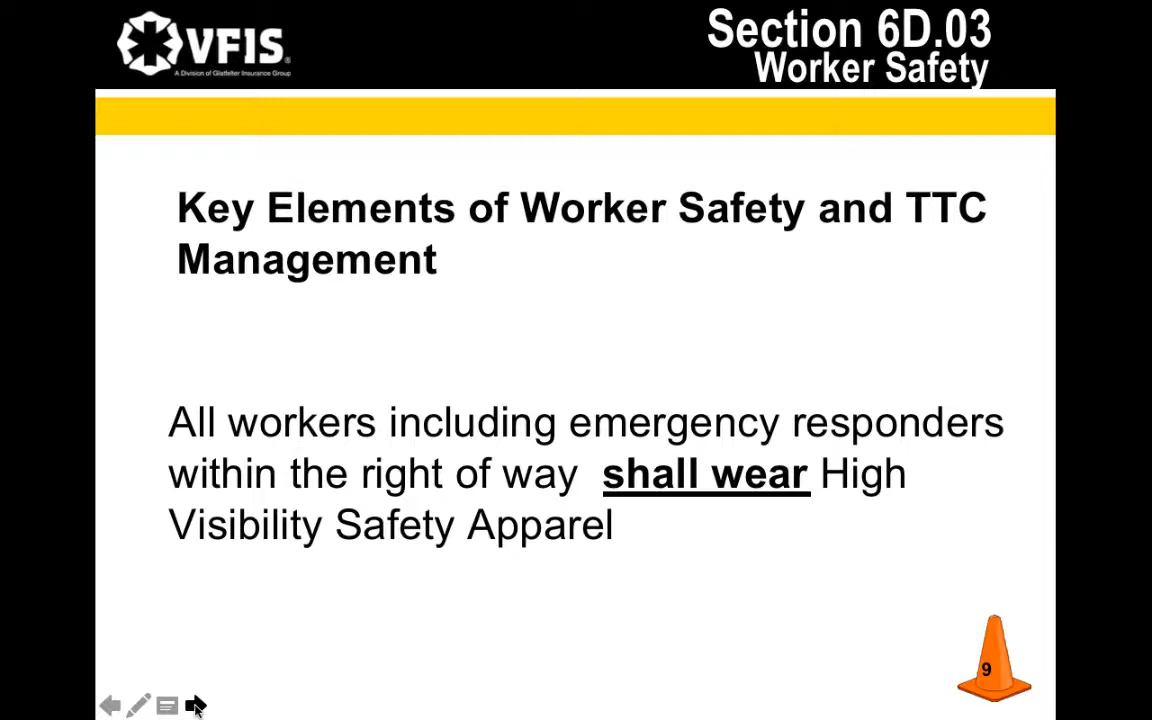 VFIS®
A Division of Glatfelter Insurance Group
Section 6D.03
Worker Safety
Key Elements of Worker Safety and TTC
Management
All workers including emergency responders
within the right of way shall wear High
Visibility Safety Apparel
9